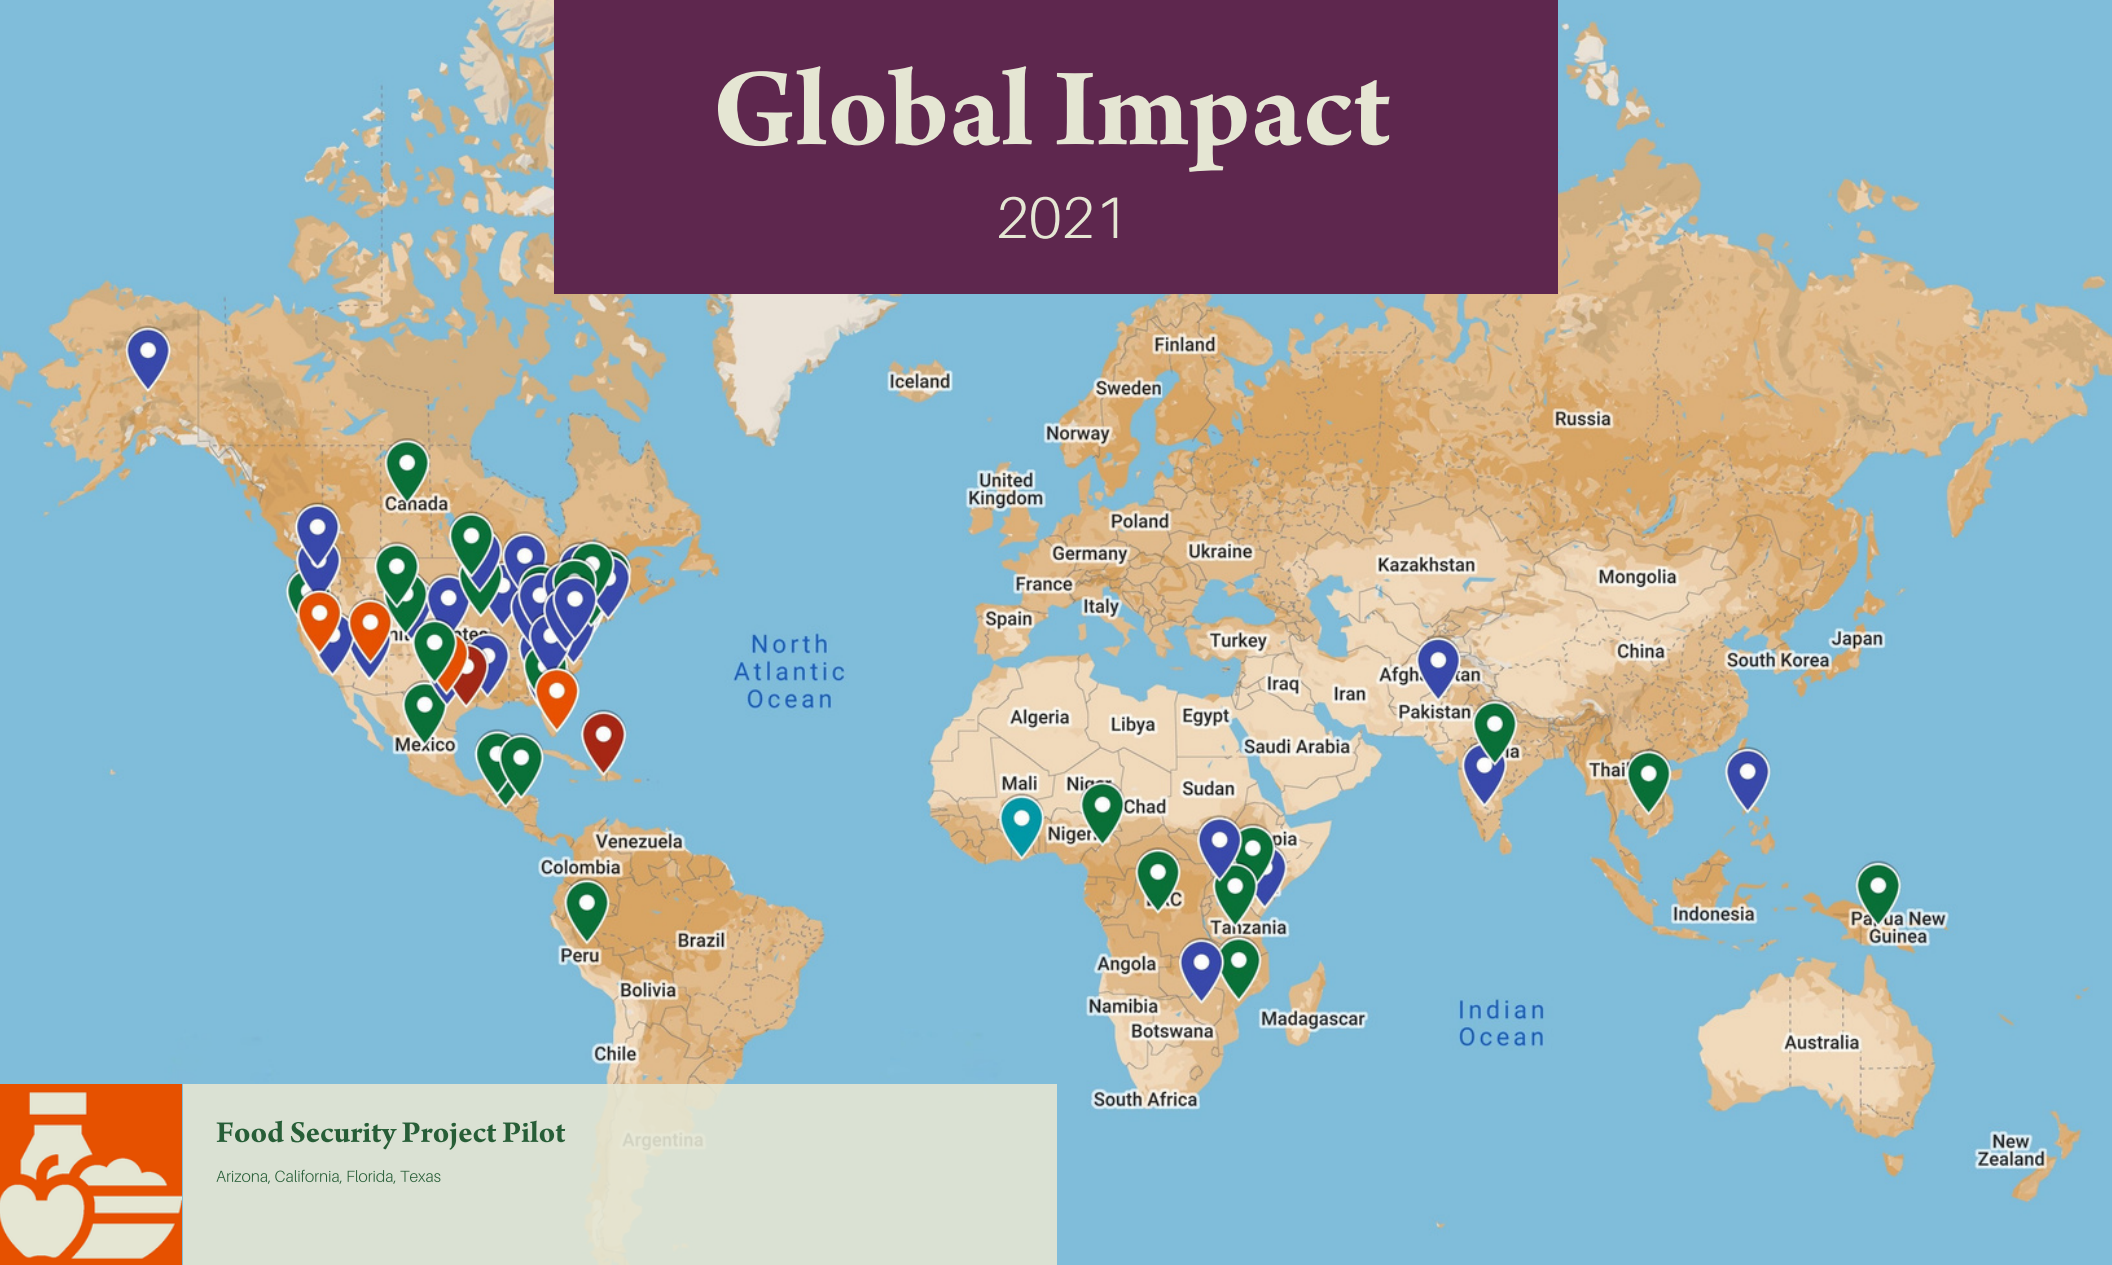 Global Impact
2021
Finland
Iceland
Sweden
Russia
Norway
United
Kingdom
Canada
Poland
Germany
Ukraine
Kazakhstan
Mongolia
France
Italy
Spain
Turkey
North
Atlantic
Ocean
Japan
China
South Korea
Iraq
Iran
Pakistan
Algeria
Libya
Egypt
Saudi Arabia
Mexico
Mali
Chad
Sudan
Venezuela
Colombia
Tanzania
Indonesia
Papua New
Guinea
Brazil
Peru
Angola
Bolivia
Namibia
Botswana
Madagascar
Indian
Ocean
Australia
Chile
South Africa
New
Zealand
Food Security Project Pilot
Argentina
Arizona, California, Florida, Texas